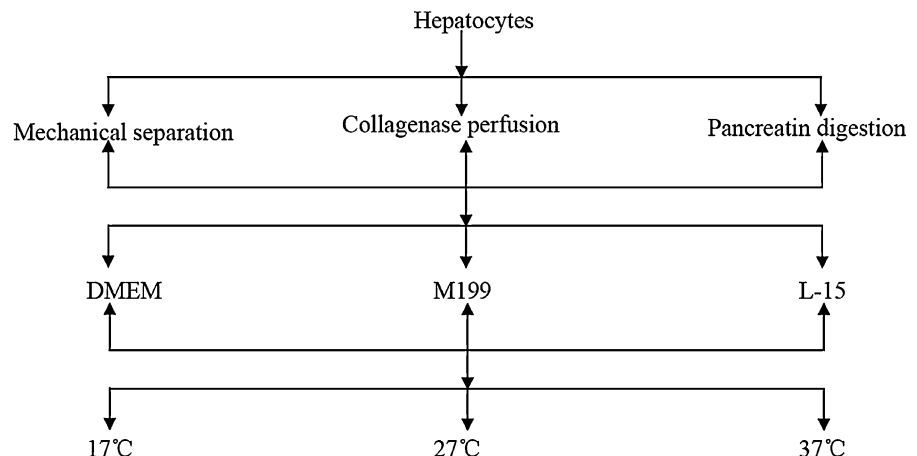 Hepatocytes
Mechanical separation
Collagenase perfusion
Pancreatin digestion
DMEM
M199
L-15
17℃
27℃
37℃